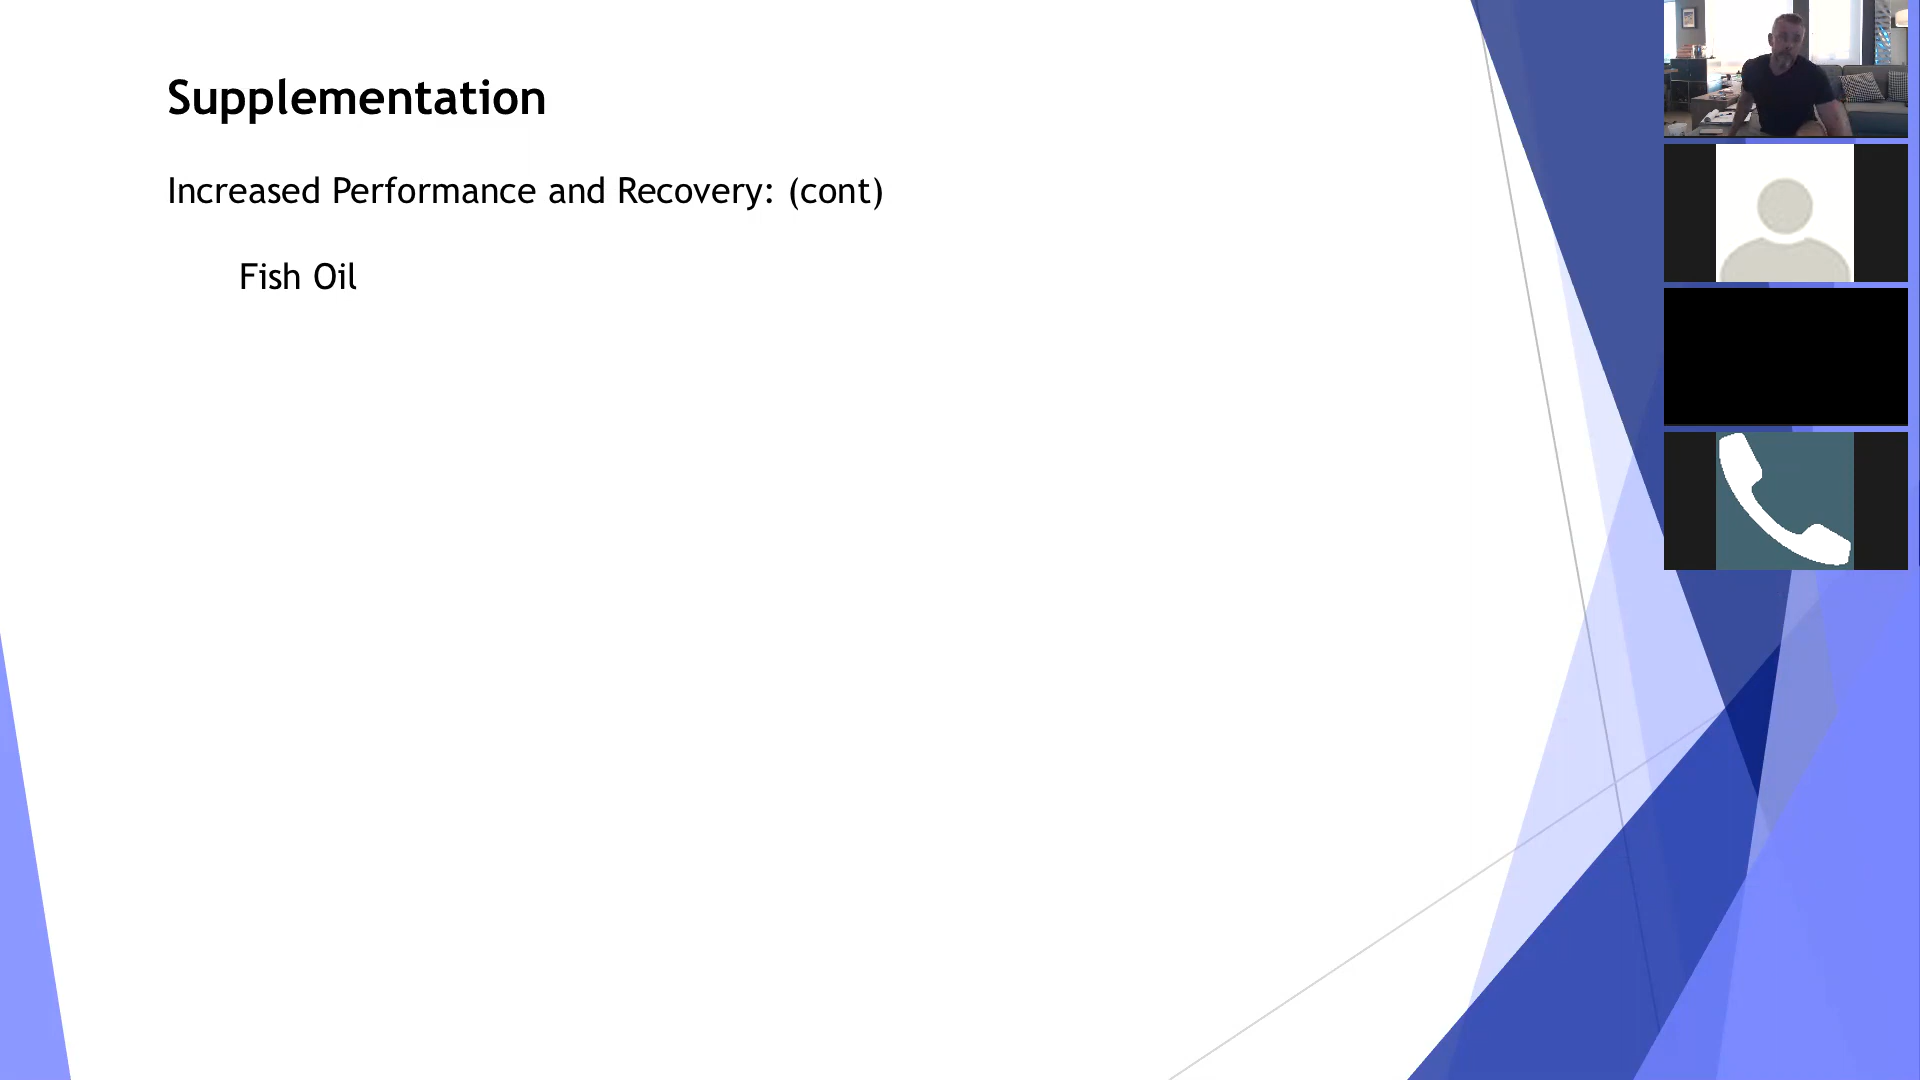 Supplementation
Increased Performance and Recovery: (cont)
Fish Oil